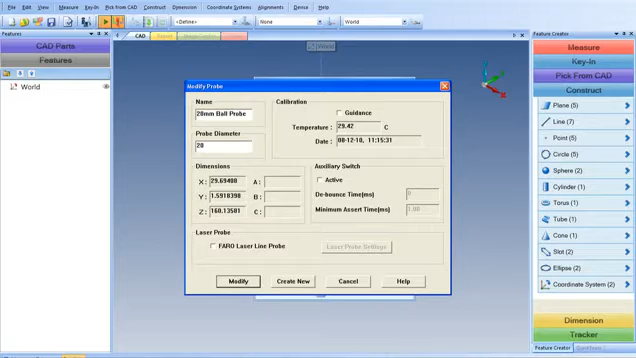 File Edit View Measure Key-In Pick from CAD Construct Dimension Coordinate Systems Alignments Devise Help
<Define> None World
Features CAD Feature Creator
CAD Parts
Features
World
World
Modify Probe
Name
20mm Ball Probe
Probe Diameter
20
Calibration
Guidance
Temperature : 29.42 C
Date : 08-12-10, 11:15:31
Dimensions
X : 29.69408 A :
Y : 1.5918398 B :
Z : 160.13581 C :
Auxiliary Switch
Active
De-bounce Time(ms) 0
Minimum Assert Time(ms) 1.00
Laser Probe
FARO Laser Line Probe Laser Probe Settings
Modify Create New Cancel Help
Measure
Key-In
Pick From CAD
Construct
Plane (5)
Line (7)
Point (5)
Circle (5)
Sphere (2)
Cylinder (1)
Torus (1)
Tube (1)
Cone (1)
Slot (2)
Ellipse (2)
Coordinate System (2)
Dimension
Tracker
Feature Creator